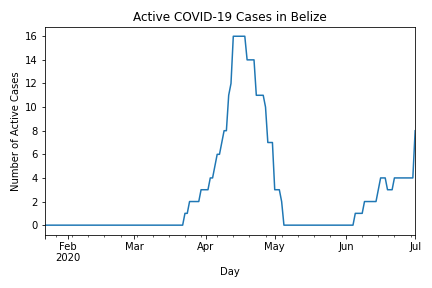 Active COVID-19 Cases in Belize
Number of Active Cases
16
14
12
10
8
6
4
2
0
Feb Mar Apr May Jun Jul
2020
Day